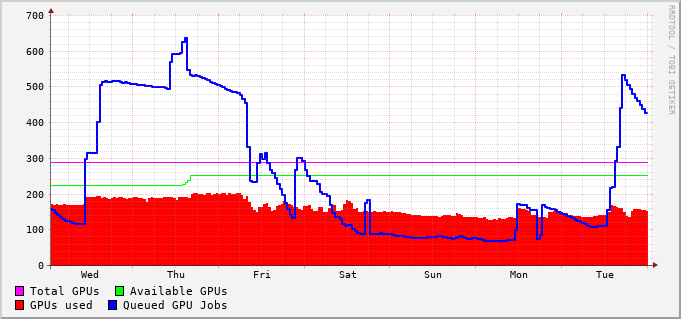 RRDTOOL / TOBI OETIKER
700
600
500
400
300
200
100
0
Wed Thu Fri Sat Sun Mon Tue
Total GPUs Available GPUs
GPUs used Queued GPU Jobs